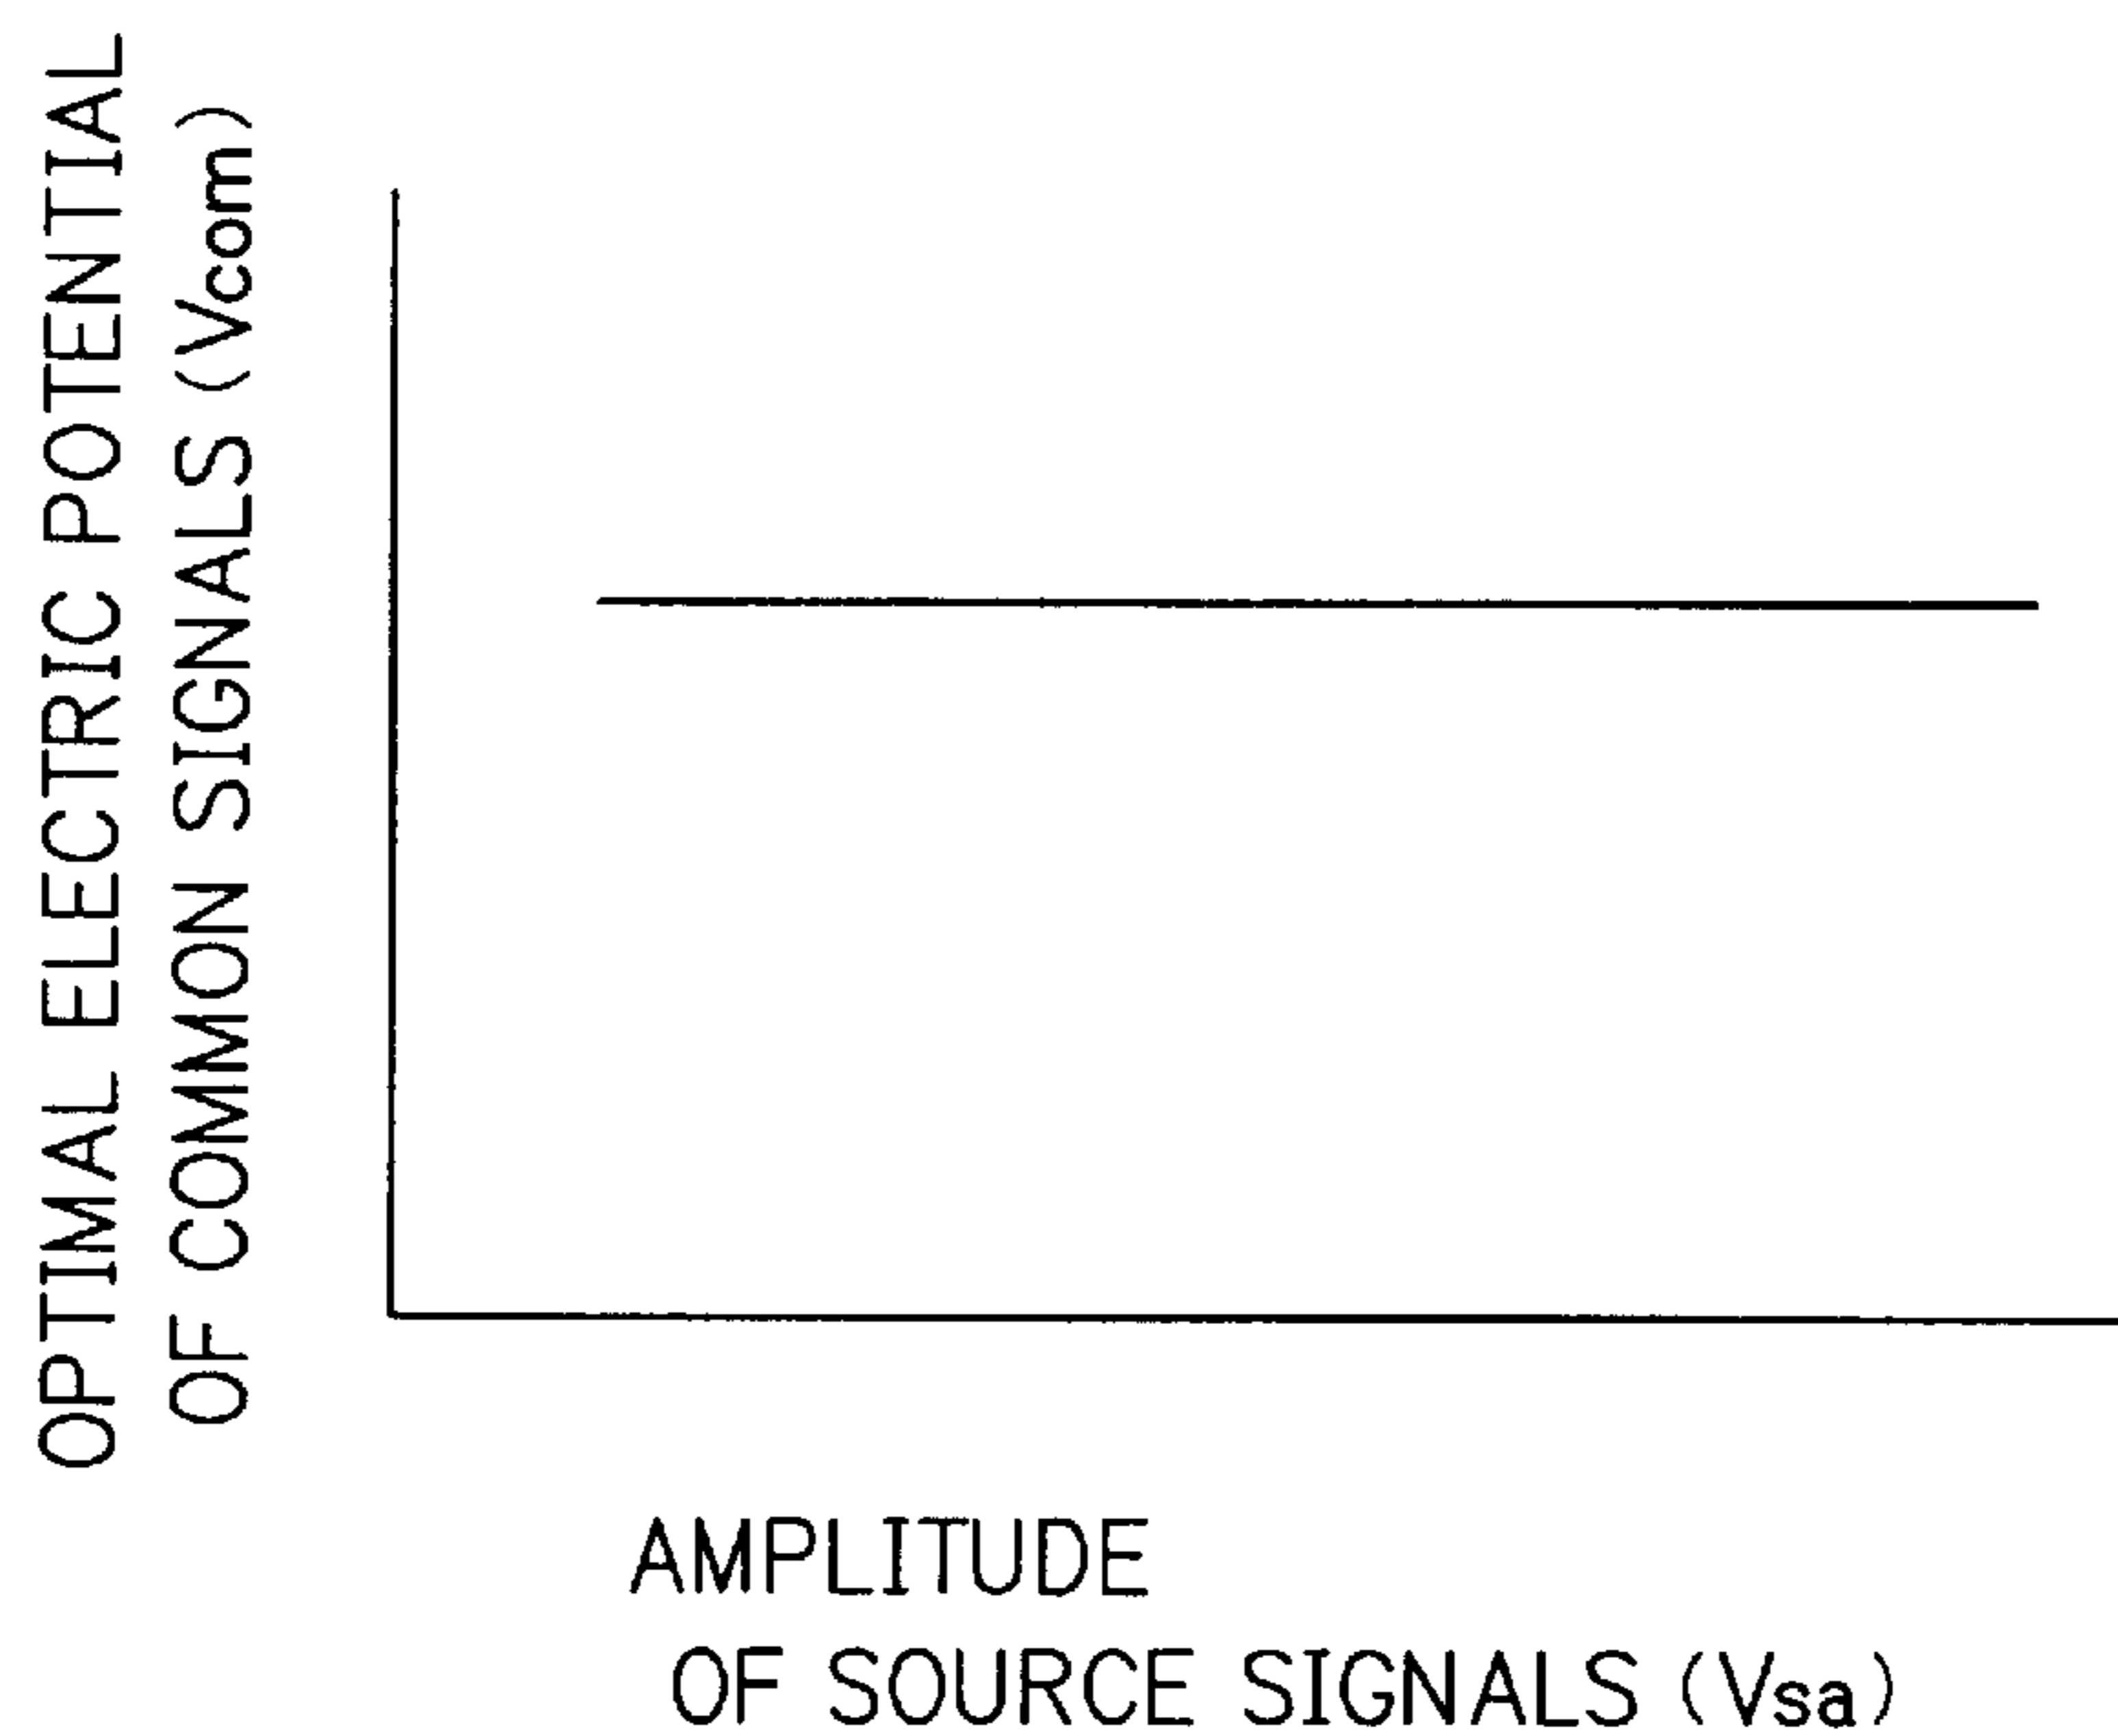 OPTIMAL ELECTRIC POTENTIAL
OF COMMON SIGNALS (Vcom)
AMPLITUDE
OF SOURCE SIGNALS (Vsa)